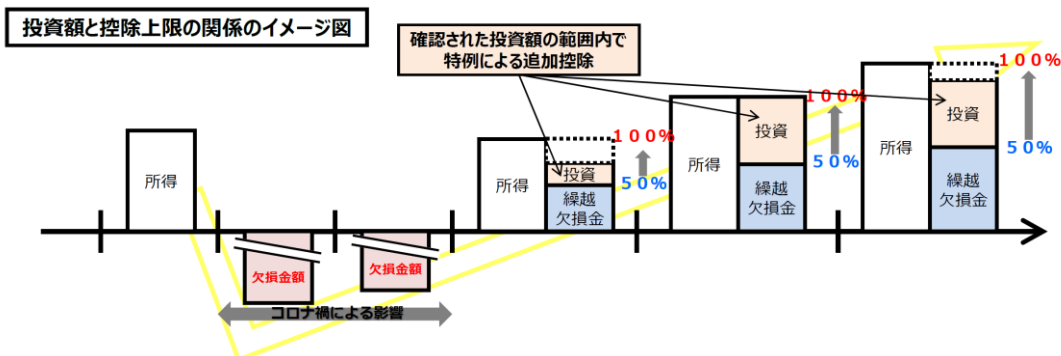 投資額と控除上限の関係のイメージ図
確認された投資額の範囲内で
特例による追加控除
所得
欠損金額
欠損金額
コロナ禍による影響
所得
投資
繰越
欠損金
100%
50%
所得
投資
繰越
欠損金
100%
50%
所得
投資
繰越
欠損金
100%
50%